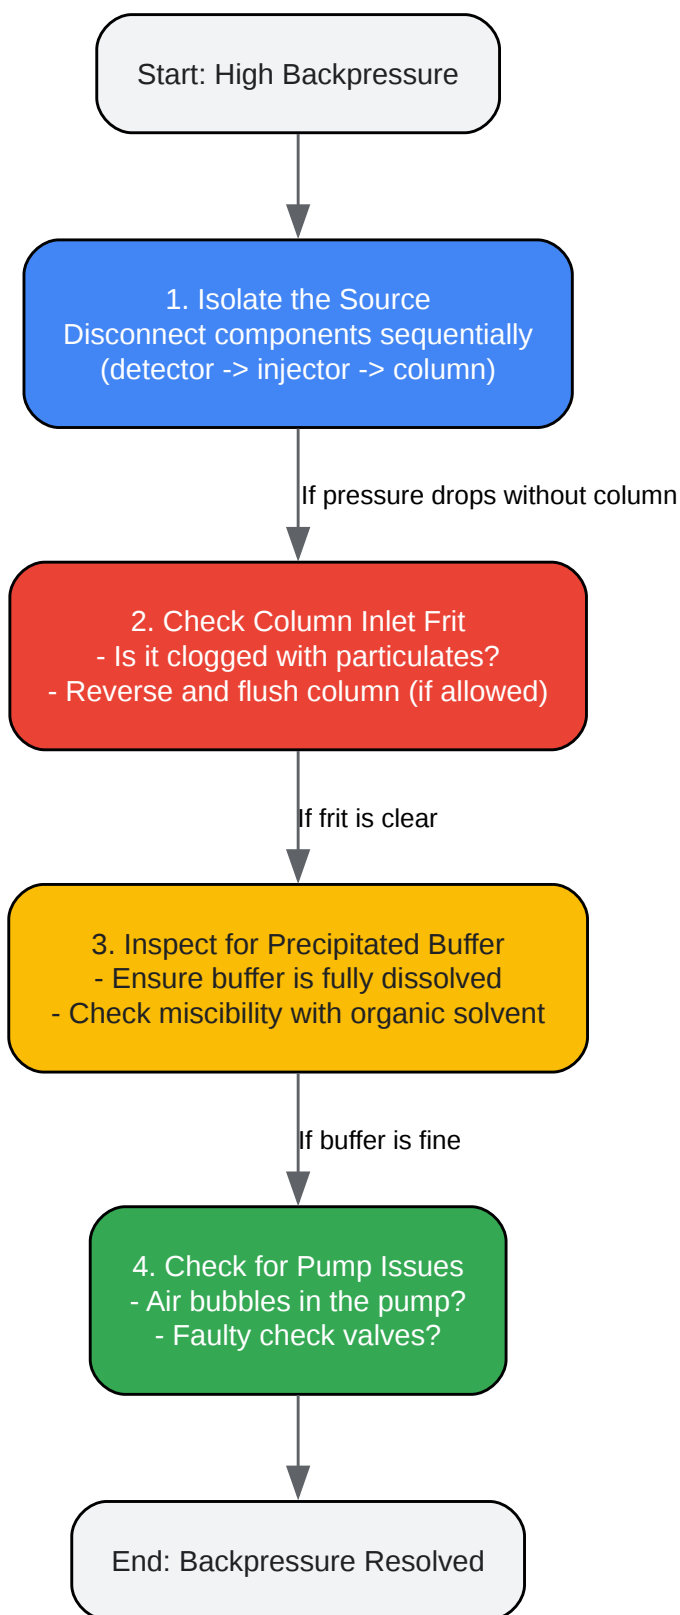 Start: High Backpressure
1. Isolate the Source
Disconnect components sequentially
(detector -> injector -> column)
If pressure drops without column
2. Check Column Inlet Frit
- Is it clogged with particulates?
- Reverse and flush column (if allowed)
If frit is clear
3. Inspect for Precipitated Buffer
- Ensure buffer is fully dissolved
- Check miscibility with organic solvent
If buffer is fine
4. Check for Pump Issues
- Air bubbles in the pump?
- Faulty check valves?
End: Backpressure Resolved